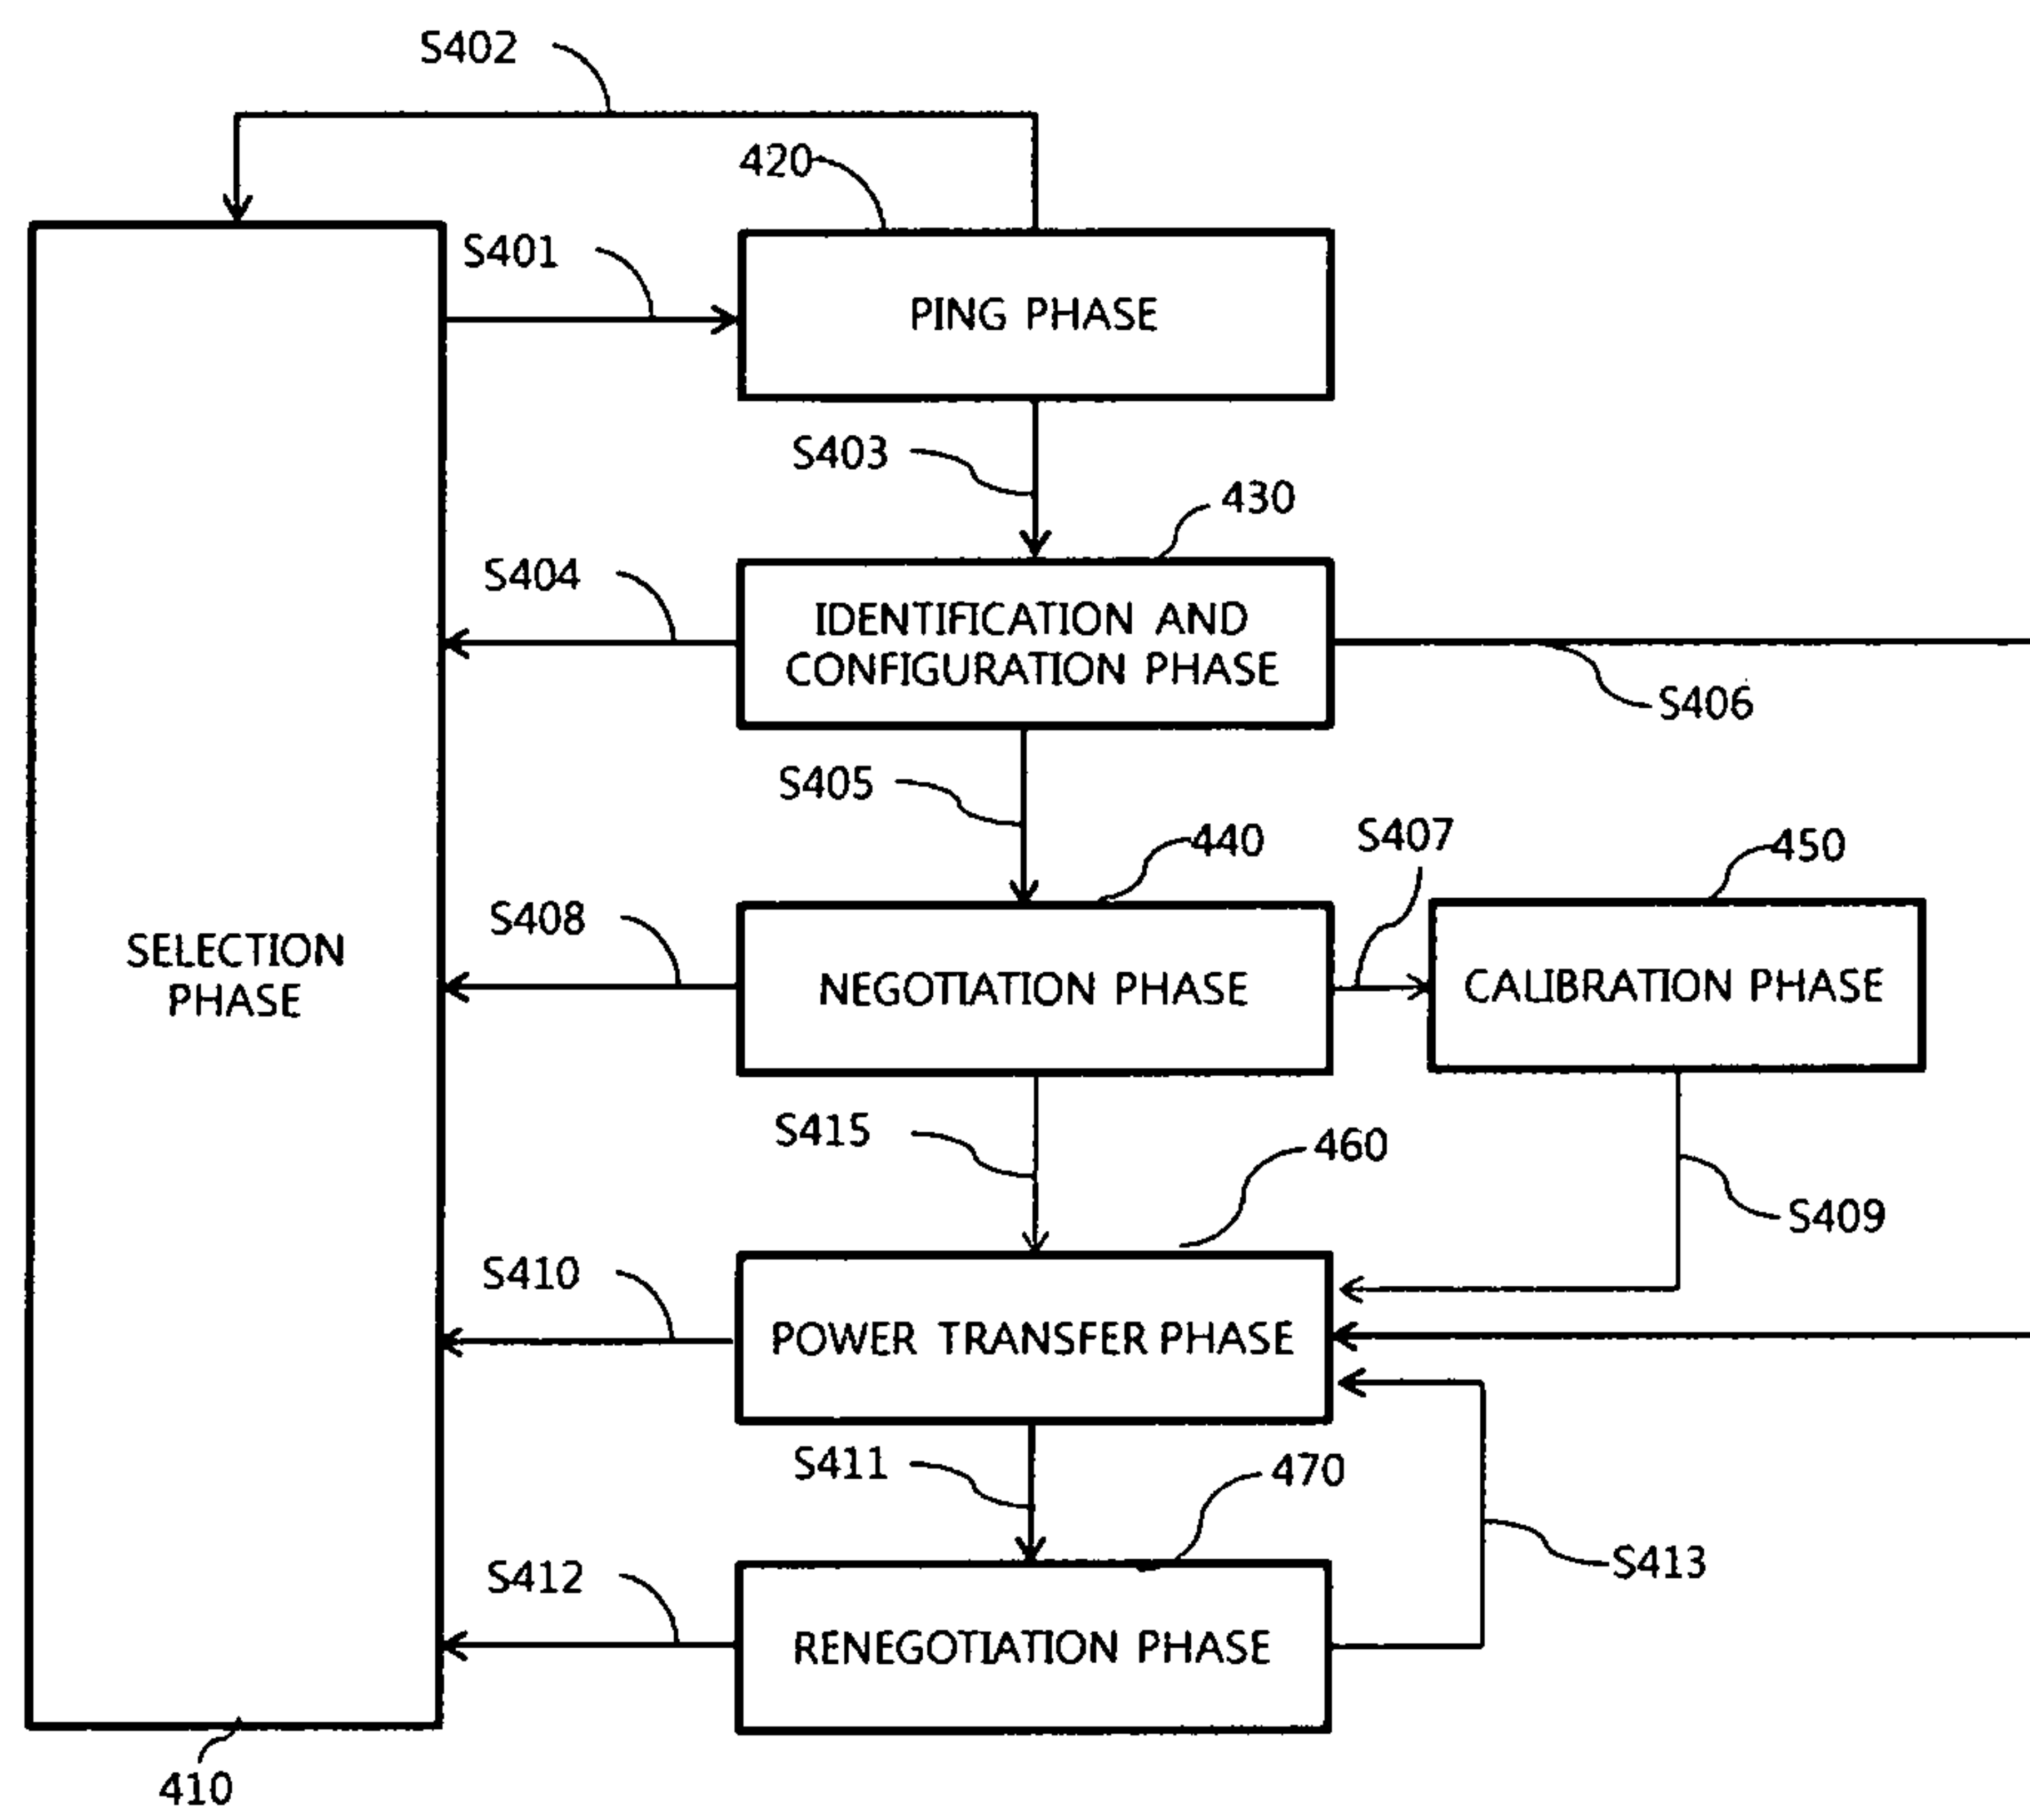 S402
420
S401
PING PHASE
S403
430
S404
IDENTIFICATION AND
CONFIGURATION PHASE
S406
S405
S407
440
450
S408
SELECTION
PHASE
NEGOTIATION PHASE
CALIBRATION PHASE
S415
460
S409
S410
POWER TRANSFER PHASE
S411
470
S412
S413
RENEGOTIATION PHASE
410